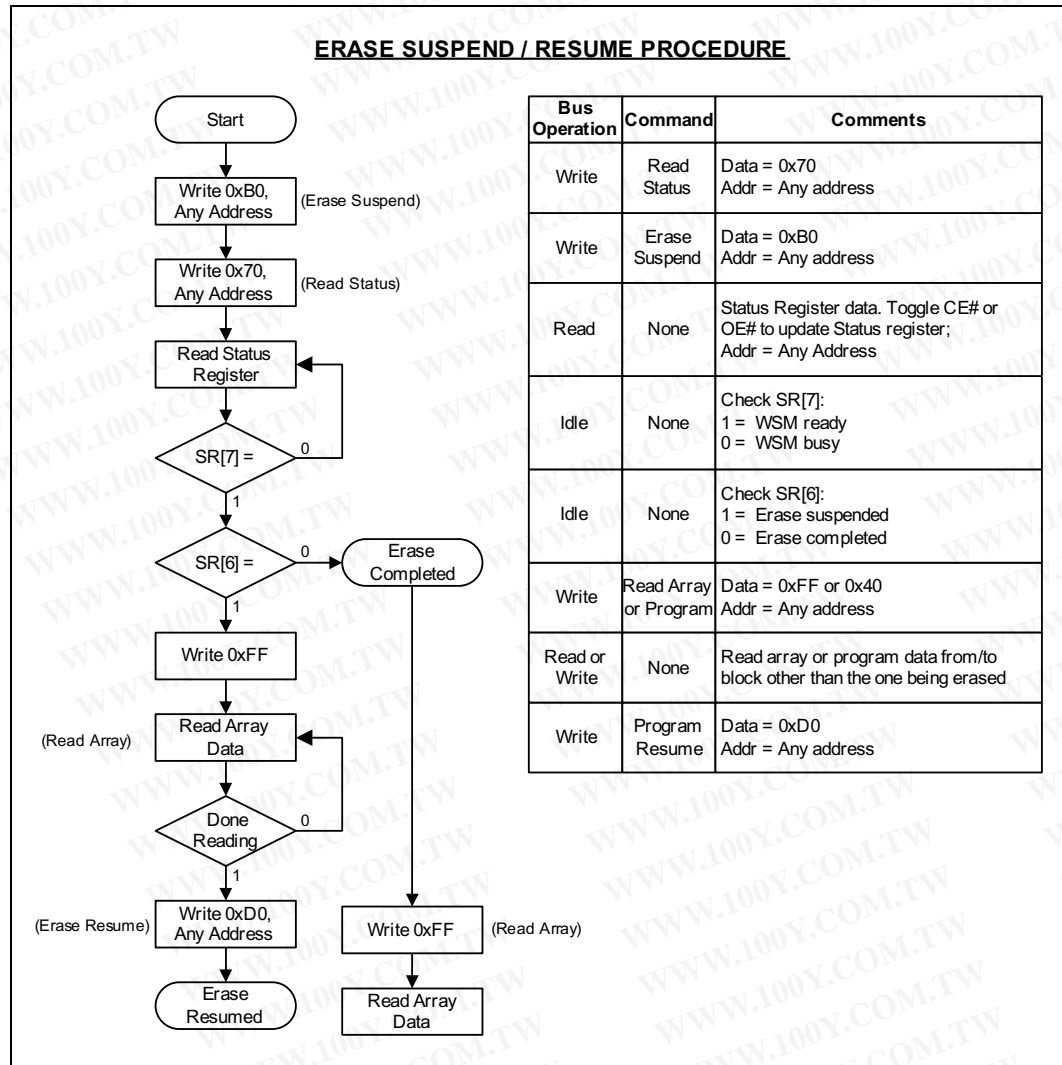 ERASE SUSPEND / RESUME PROCEDURE
Start
Write 0xB0,
Any Address
(Erase Suspend)
Write 0x70,
Any Address
(Read Status)
Read Status
Register
SR[7] =
0
1
SR[6] =
0
Erase
Completed
1
Write 0xFF
(Read Array)
Read Array
Data
Done
Reading
0
1
(Erase Resume)
Write 0xD0,
Any Address
Erase
Resumed
Write 0xFF
(Read Array)
Read Array
Data
Bus
Operation
Command
Comments
Write
Read
Status
Data = 0x70
Addr = Any address
Write
Erase
Suspend
Data = 0xB0
Addr = Any address
Read
None
Status Register data. Toggle CE# or
OE# to update Status register;
Addr = Any Address
Idle
None
Check SR[7]:
1 = WSM ready
0 = WSM busy
Idle
None
Check SR[6]:
1 = Erase suspended
0 = Erase completed
Write
Read Array
or Program
Data = 0xFF or 0x40
Addr = Any address
Read or
Write
None
Read array or program data from/to
block other than the one being erased
Write
Program
Resume
Data = 0xD0
Addr = Any address
WWW.100Y.COM.TW